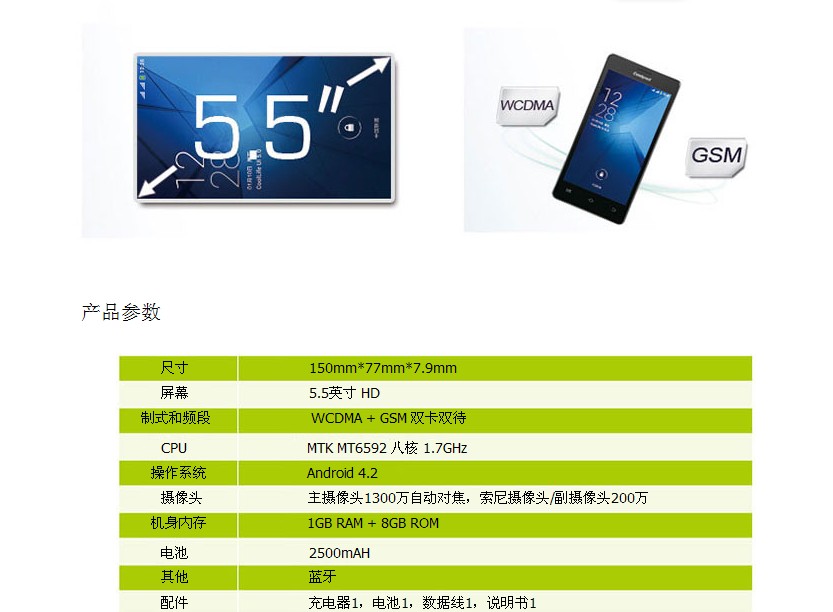 5.5"
12
28
CoolLife UI 5.0
Coolpad
12
28
WCDMA
GSM
产品参数
尺寸 150mm*77mm*7.9mm
屏幕 5.5英寸 HD
制式和频段 WCDMA + GSM 双卡双待
CPU MTK MT6592 八核 1.7GHz
操作系统 Android 4.2
摄像头 主摄像头1300万自动对焦，索尼摄像头/副摄像头200万
机身内存 1GB RAM + 8GB ROM
电池 2500mAH
其他 蓝牙
配件 充电器1，电池1，数据线1，说明书1